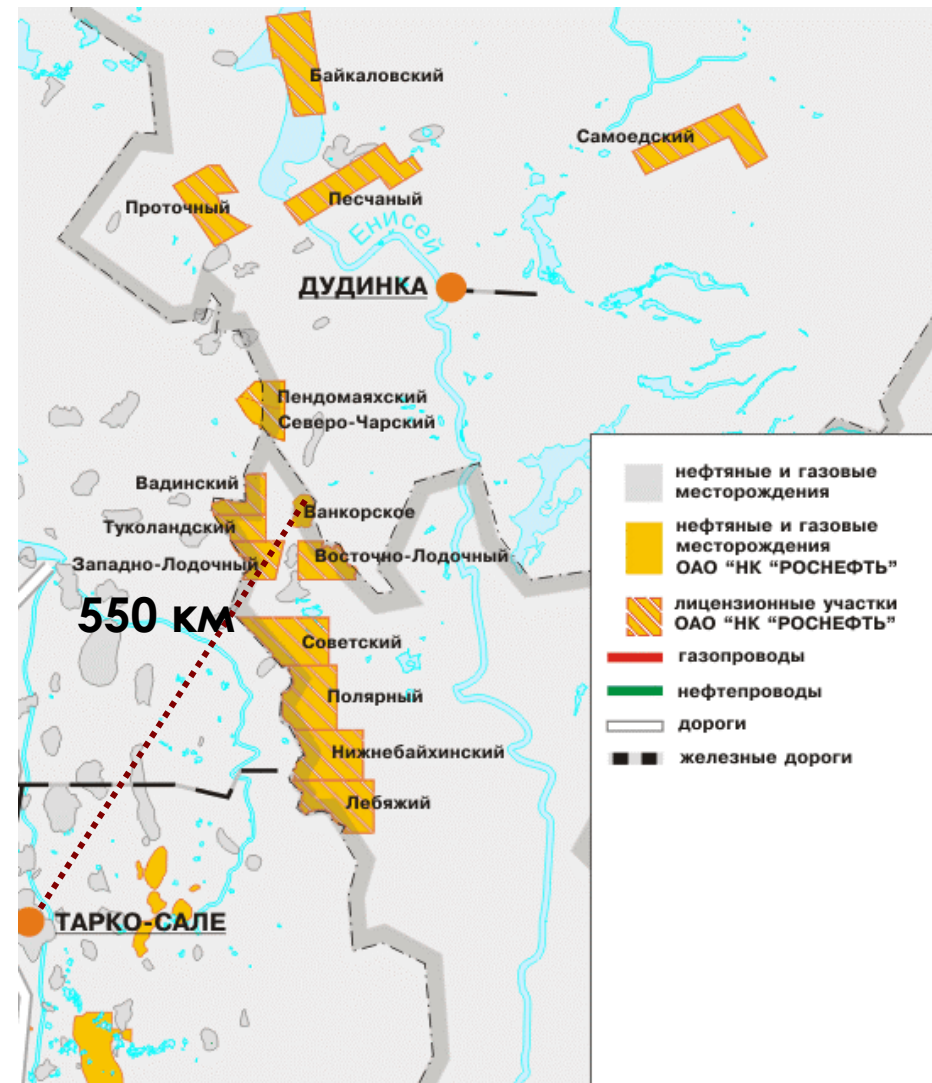 Байкаловский
Самоедский
Песчаный
Проточный
Енисей
ДУДИНКА
Пендомаяхский
Северо-Чарский
Вадинский
Ванкорское
Туколандский
Восточно-Лодочный
Западно-Лодочный
550 км
Советский
Полярный
Нижнебайхинский
Лебяжий
ТАРКО-САЛЕ
нефтяные и газовые
месторождения
нефтяные и газовые
месторождения
ОАО “НК “РОСНЕФТЬ”
лицензионные участки
ОАО “НК “РОСНЕФТЬ”
газопроводы
нефтепроводы
дороги
железные дороги